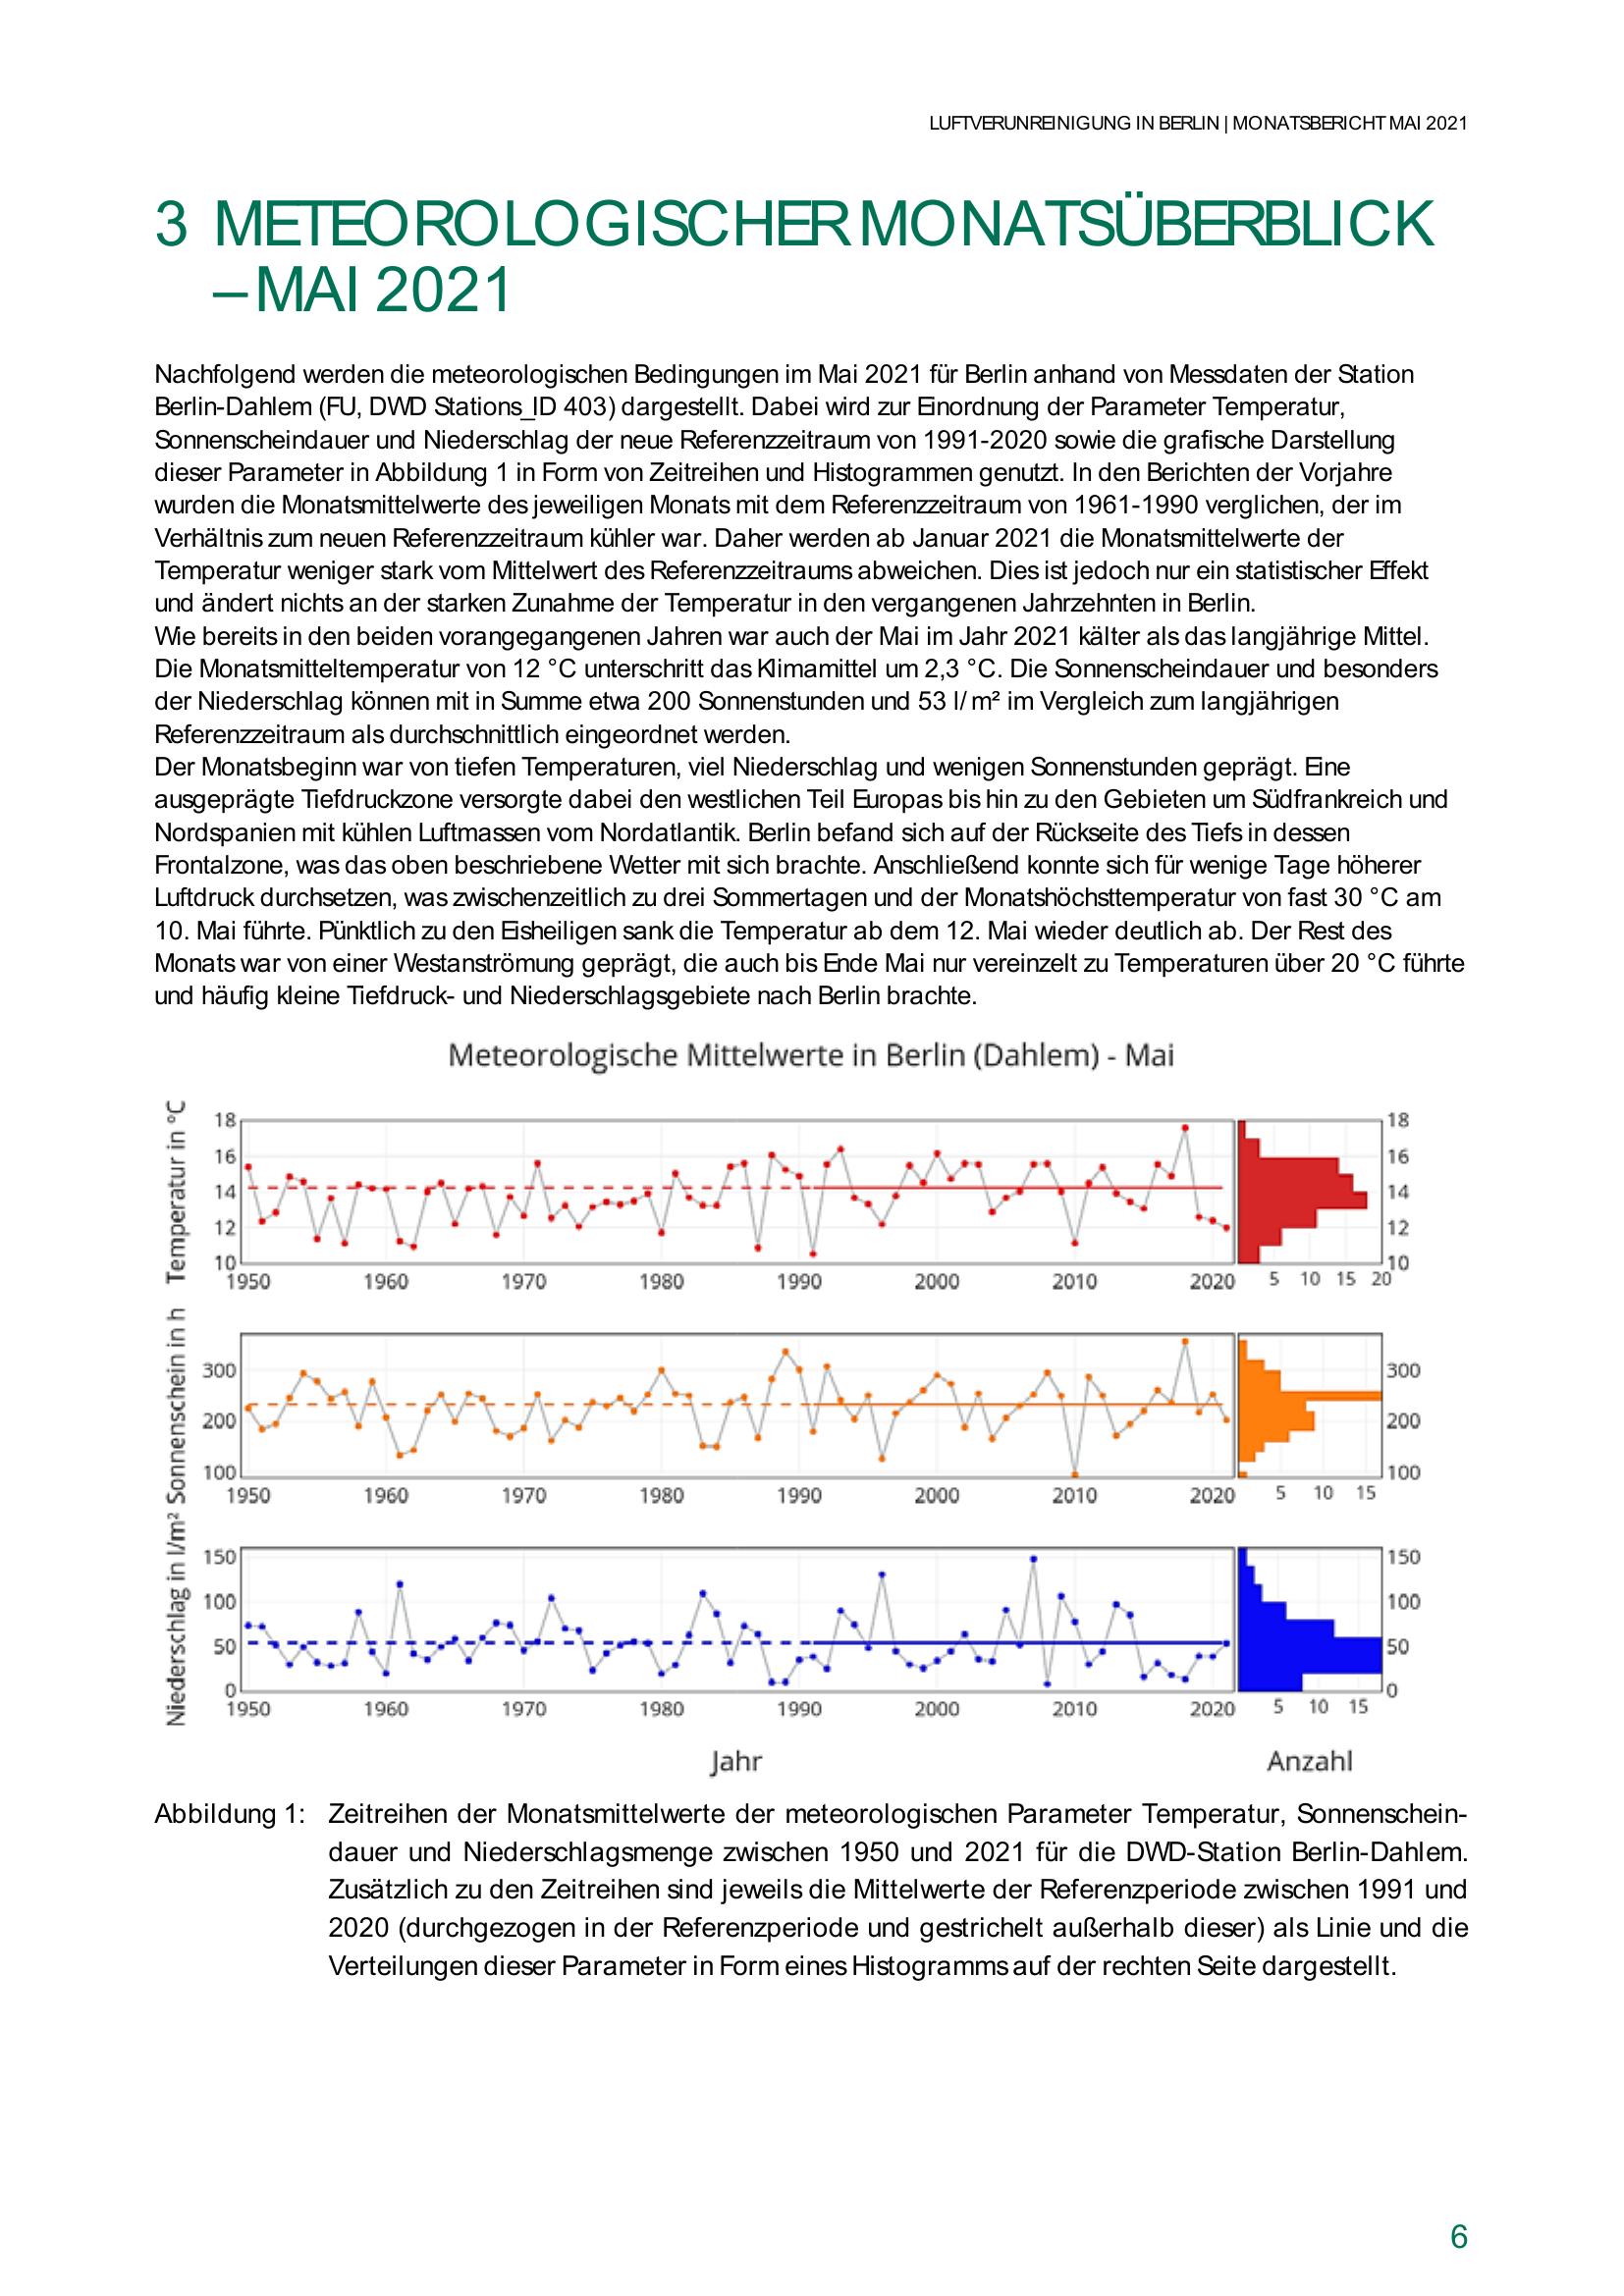 LUFTVERUNREINIGUNG IN BERLIN | MONATSBERICHT MAI 2021
3 METEOROLOGISCHER MONATSÜBERBLICK
– MAI 2021
Nachfolgend werden die meteorologischen Bedingungen im Mai 2021 für Berlin anhand von Messdaten der Station
Berlin-Dahlem (FU, DWD Stations_ID 403) dargestellt. Dabei wird zur Einordnung der Parameter Temperatur,
Sonnenscheindauer und Niederschlag der neue Referenzzeitraum von 1991-2020 sowie die grafische Darstellung
dieser Parameter in Abbildung 1 in Form von Zeitreihen und Histogrammen genutzt. In den Berichten der Vorjahre
wurden die Monatsmittelwerte des jeweiligen Monats mit dem Referenzzeitraum von 1961-1990 verglichen, der im
Verhältnis zum neuen Referenzzeitraum kühler war. Daher werden ab Januar 2021 die Monatsmittelwerte der
Temperatur weniger stark vom Mittelwert des Referenzzeitraums abweichen. Dies ist jedoch nur ein statistischer Effekt
und ändert nichts an der starken Zunahme der Temperatur in den vergangenen Jahrzehnten in Berlin.
Wie bereits in den beiden vorangegangenen Jahren war auch der Mai im Jahr 2021 kälter als das langjährige Mittel.
Die Monatsmitteltemperatur von 12 °C unterschritt das Klimamittel um 2,3 °C. Die Sonnenscheindauer und besonders
der Niederschlag können mit in Summe etwa 200 Sonnenstunden und 53 l/m² im Vergleich zum langjährigen
Referenzzeitraum als durchschnittlich eingeordnet werden.
Der Monatsbeginn war von tiefen Temperaturen, viel Niederschlag und wenigen Sonnenstunden geprägt. Eine
ausgeprägte Tiefdruckzone versorgte dabei den westlichen Teil Europas bis hin zu den Gebieten um Südfrankreich und
Nordspanien mit kühlen Luftmassen vom Nordatlantik. Berlin befand sich auf der Rückseite des Tiefs in dessen
Frontalzone, was das oben beschriebene Wetter mit sich brachte. Anschließend konnte sich für wenige Tage höherer
Luftdruck durchsetzen, was zwischenzeitlich zu drei Sommertagen und der Monatshöchsttemperatur von fast 30 °C am
10. Mai führte. Pünktlich zu den Eisheiligen sank die Temperatur ab dem 12. Mai wieder deutlich ab. Der Rest des
Monats war von einer Westanströmung geprägt, die auch bis Ende Mai nur vereinzelt zu Temperaturen über 20 °C führte
und häufig kleine Tiefdruck- und Niederschlagsgebiete nach Berlin brachte.
Meteorologische Mittelwerte in Berlin (Dahlem) - Mai
Temperatur in °C
18
16
14
12
10
1950 1960 1970 1980 1990 2000 2010 2020
18
16
14
12
10
5 10 15 20
Sonnenschein in h
300
200
100
1950 1960 1970 1980 1990 2000 2010 2020
300
200
100
5 10 15
Niederschlag in l/m²
150
100
50
0
1950 1960 1970 1980 1990 2000 2010 2020
150
100
50
0
5 10 15
Jahr Anzahl
Abbildung 1: Zeitreihen der Monatsmittelwerte der meteorologischen Parameter Temperatur, Sonnenschein-
dauer und Niederschlagsmenge zwischen 1950 und 2021 für die DWD-Station Berlin-Dahlem.
Zusätzlich zu den Zeitreihen sind jeweils die Mittelwerte der Referenzperiode zwischen 1991 und
2020 (durchgezogen in der Referenzperiode und gestrichelt außerhalb dieser) als Linie und die
Verteilungen dieser Parameter in Form eines Histogramms auf der rechten Seite dargestellt.
6